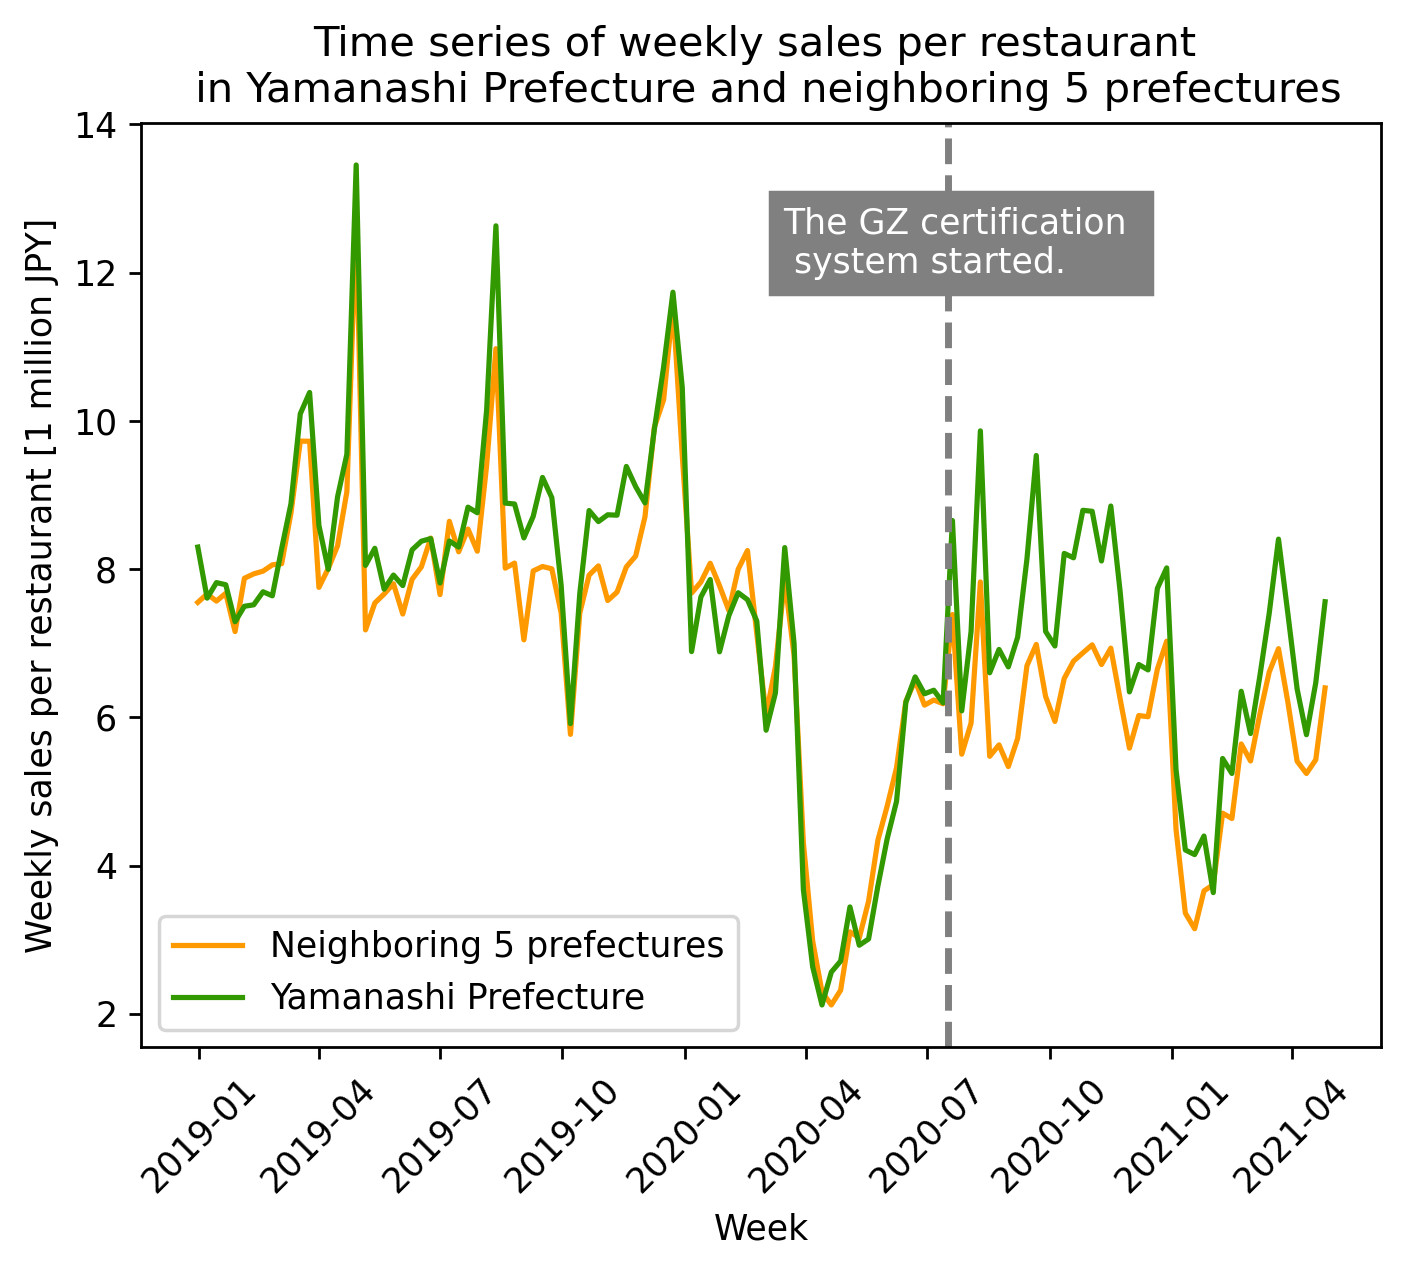 Time series of weekly sales per restaurant
in Yamanashi Prefecture and neighboring 5 prefectures
14
12
10
8
6
4
2
Weekly sales per restaurant [1 million JPY]
The GZ certification
system started.
Neighboring 5 prefectures
Yamanashi Prefecture
2019-01
2019-04
2019-07
2019-10
2020-01
2020-04
2020-07
2020-10
2021-01
2021-04
Week